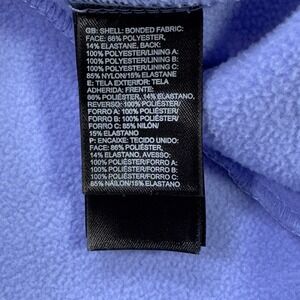 GB: SHELL: BONDED FABRIC:
FACE: 86% POLYESTER,
14% ELASTANE, BACK:
100% POLYESTER/LINING A:
100% POLYESTER/LINING B:
100% POLYESTER/LINING C:
85% NYLON/15% ELASTANE
E: TELA EXTERIOR: TELA
ADHERIDA: FRENTE:
86% POLIÉSTER, 14% ELASTANO,
REVERSO: 100% POLIÉSTER/
FORRO A: 100% POLIÉSTER/
FORRO B: 100% POLIÉSTER/
FORRO C: 85% NILÓN/
15% ELASTANO
P: ENCAIXE: TECIDO UNIDO:
FACE: 86% POLIÉSTER,
14% ELASTANO, AVESSO:
100% POLIÉSTER/FORRO A:
100% POLIÉSTER/FORRO B:
100% POLIÉSTER/FORRO C:
85% NÁILON/15% ELASTANO